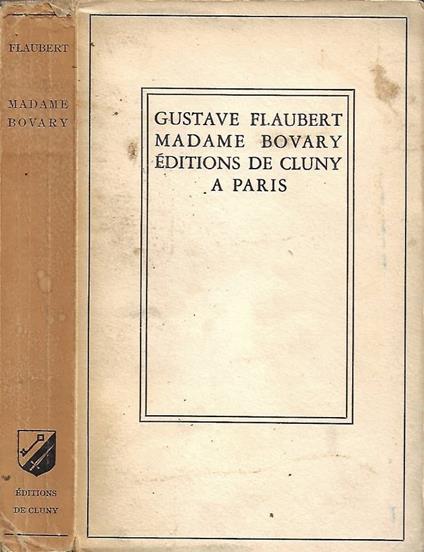 FLAUBERT
MADAME
BOVARY
ÉDITIONS
DE CLUNY
GUSTAVE FLAUBERT
MADAME BOVARY
ÉDITIONS DE CLUNY
A PARIS